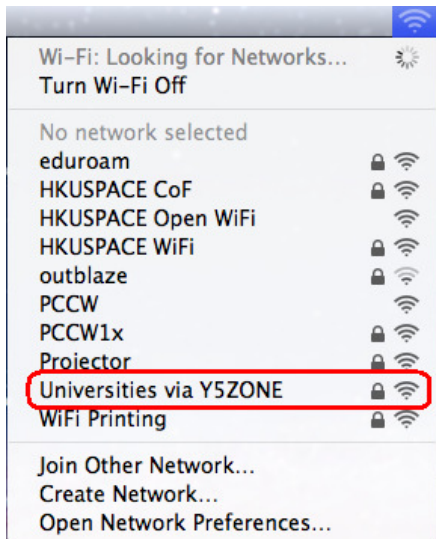 Wi-Fi: Looking for Networks...
Turn Wi-Fi Off
No network selected
eduroam
HKUSPACE CoF
HKUSPACE Open WiFi
HKUSPACE WiFi
outblaze
PCCW
PCCW1x
Projector
Universities via Y5ZONE
WiFi Printing
Join Other Network...
Create Network...
Open Network Preferences...